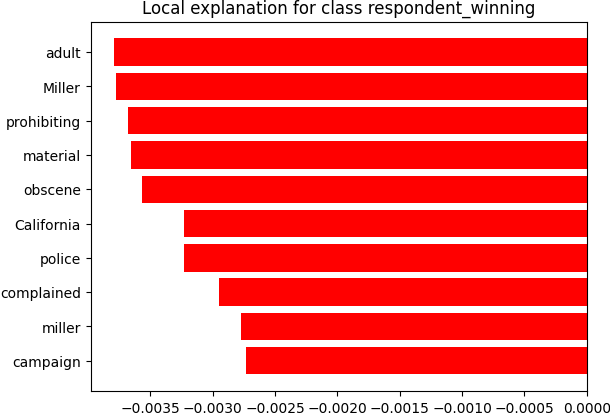 Local explanation for class respondent_winning
adult
Miller
prohibiting
material
obscene
California
police
complained
miller
campaign
−0.0035 −0.0030 −0.0025 −0.0020 −0.0015 −0.0010 −0.0005 0.0000